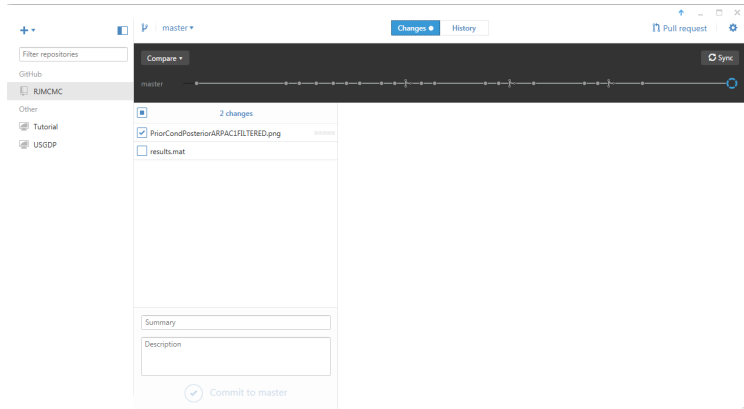 master
Changes
History
Pull request
Filter repositories
GitHub
RJMCMC
Other
Tutorial
USGDP
Compare
Sync
master
2 changes
PriorCondPosteriorARPAC1FILTERED.png
results.mat
Summary
Description
Commit to master